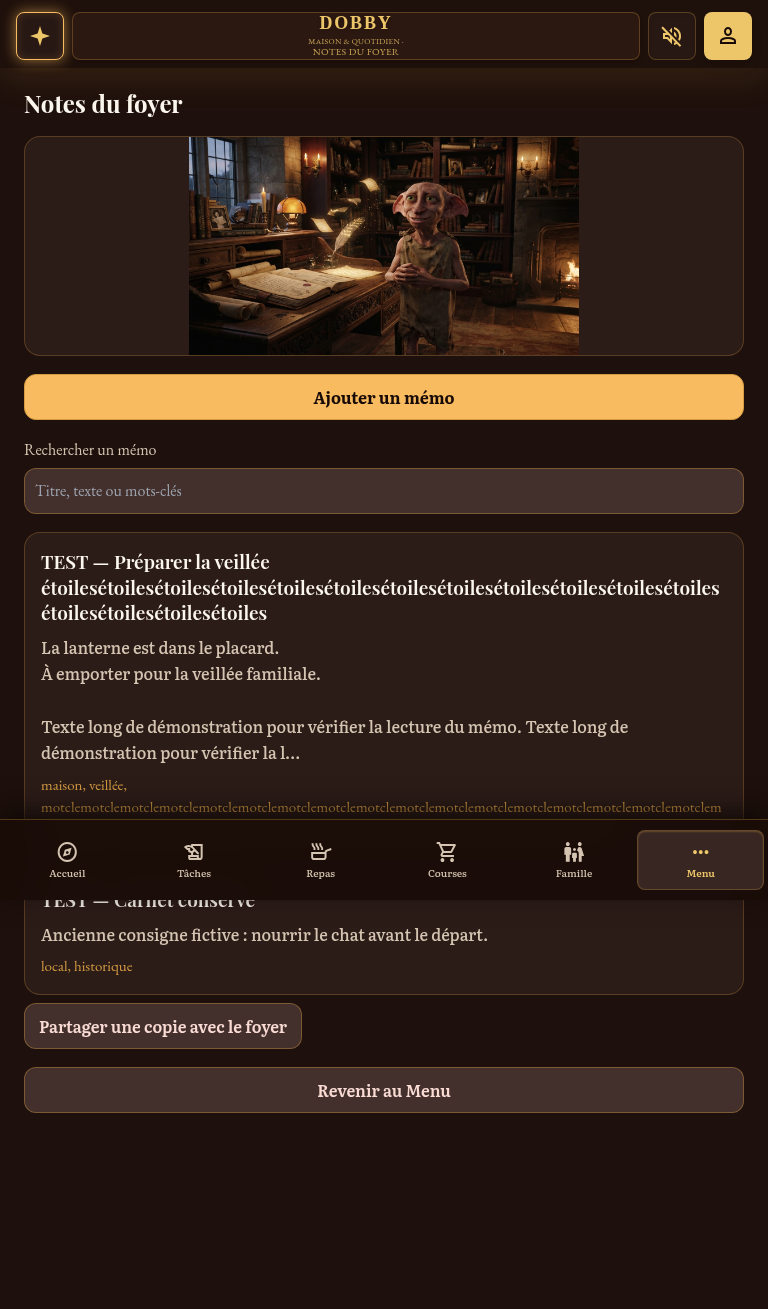 DOBBY
MAISON & QUOTIDIEN ·
NOTES DU FOYER
Notes du foyer
Ajouter un mémo
Rechercher un mémo
Titre, texte ou mots-clés
TEST — Préparer la veillée
étoilesétoilesétoilesétoilesétoilesétoilesétoilesétoilesétoilesétoilesétoilesétoiles
étoilesétoilesétoilesétoiles
La lanterne est dans le placard.
À emporter pour la veillée familiale.
Texte long de démonstration pour vérifier la lecture du mémo. Texte long de
démonstration pour vérifier la l…
maison, veillée,
motclemotclemotclemotclemotclemotclemotclemotclemotclemotclemotclemotclemotclemotclemotclemotclemotclem
Accueil
Tâches
Repas
Courses
Famille
Menu
TEST — Carnet conservé
Ancienne consigne fictive : nourrir le chat avant le départ.
local, historique
Partager une copie avec le foyer
Revenir au Menu